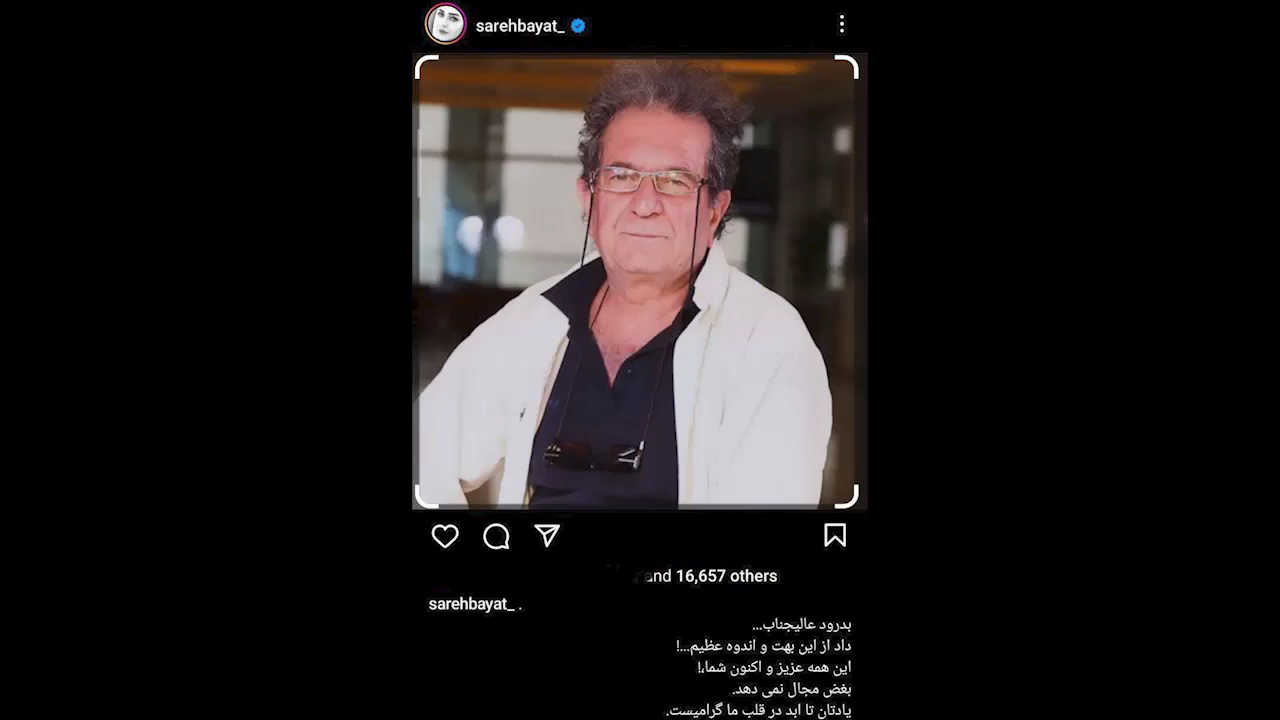 sarehbayat_
and 16,657 others
sarehbayat_ .
بدرود عالیجناب...
داد از این بهت و اندوه عظیم...!
این همه عزیز و اکنون شما،!
بغض مجال نمی دهد.
یادتان تا ابد در قلب ما گرامیست.